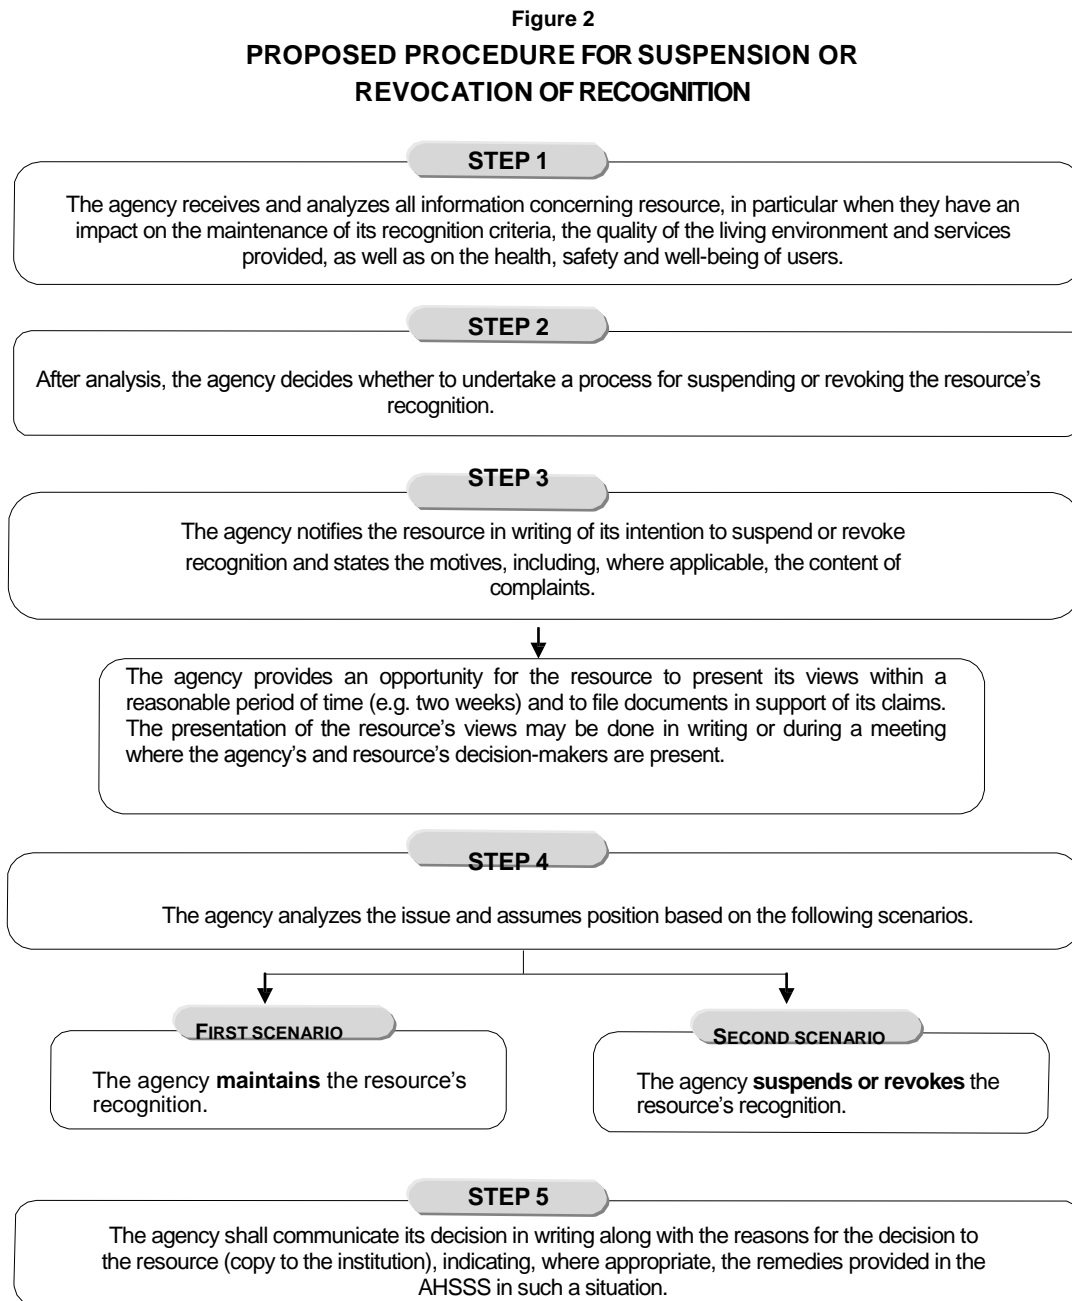 Figure 2
PROPOSED PROCEDURE FOR SUSPENSION OR
REVOCATION OF RECOGNITION
STEP 1
The agency receives and analyzes all information concerning resource, in particular when they have an
impact on the maintenance of its recognition criteria, the quality of the living environment and services
provided, as well as on the health, safety and well-being of users.
STEP 2
After analysis, the agency decides whether to undertake a process for suspending or revoking the resource's
recognition.
STEP 3
The agency notifies the resource in writing of its intention to suspend or revoke
recognition and states the motives, including, where applicable, the content of
complaints.
The agency provides an opportunity for the resource to present its views within a
reasonable period of time (e.g. two weeks) and to file documents in support of its claims.
The presentation of the resource's views may be done in writing or during a meeting
where the agency's and resource's decision-makers are present.
STEP 4
The agency analyzes the issue and assumes position based on the following scenarios.
FIRST SCENARIO
The agency maintains the resource's
recognition.
SECOND SCENARIO
The agency suspends or revokes the
resource's recognition.
STEP 5
The agency shall communicate its decision in writing along with the reasons for the decision to
the resource (copy to the institution), indicating, where appropriate, the remedies provided in the
AHSSS in such a situation.